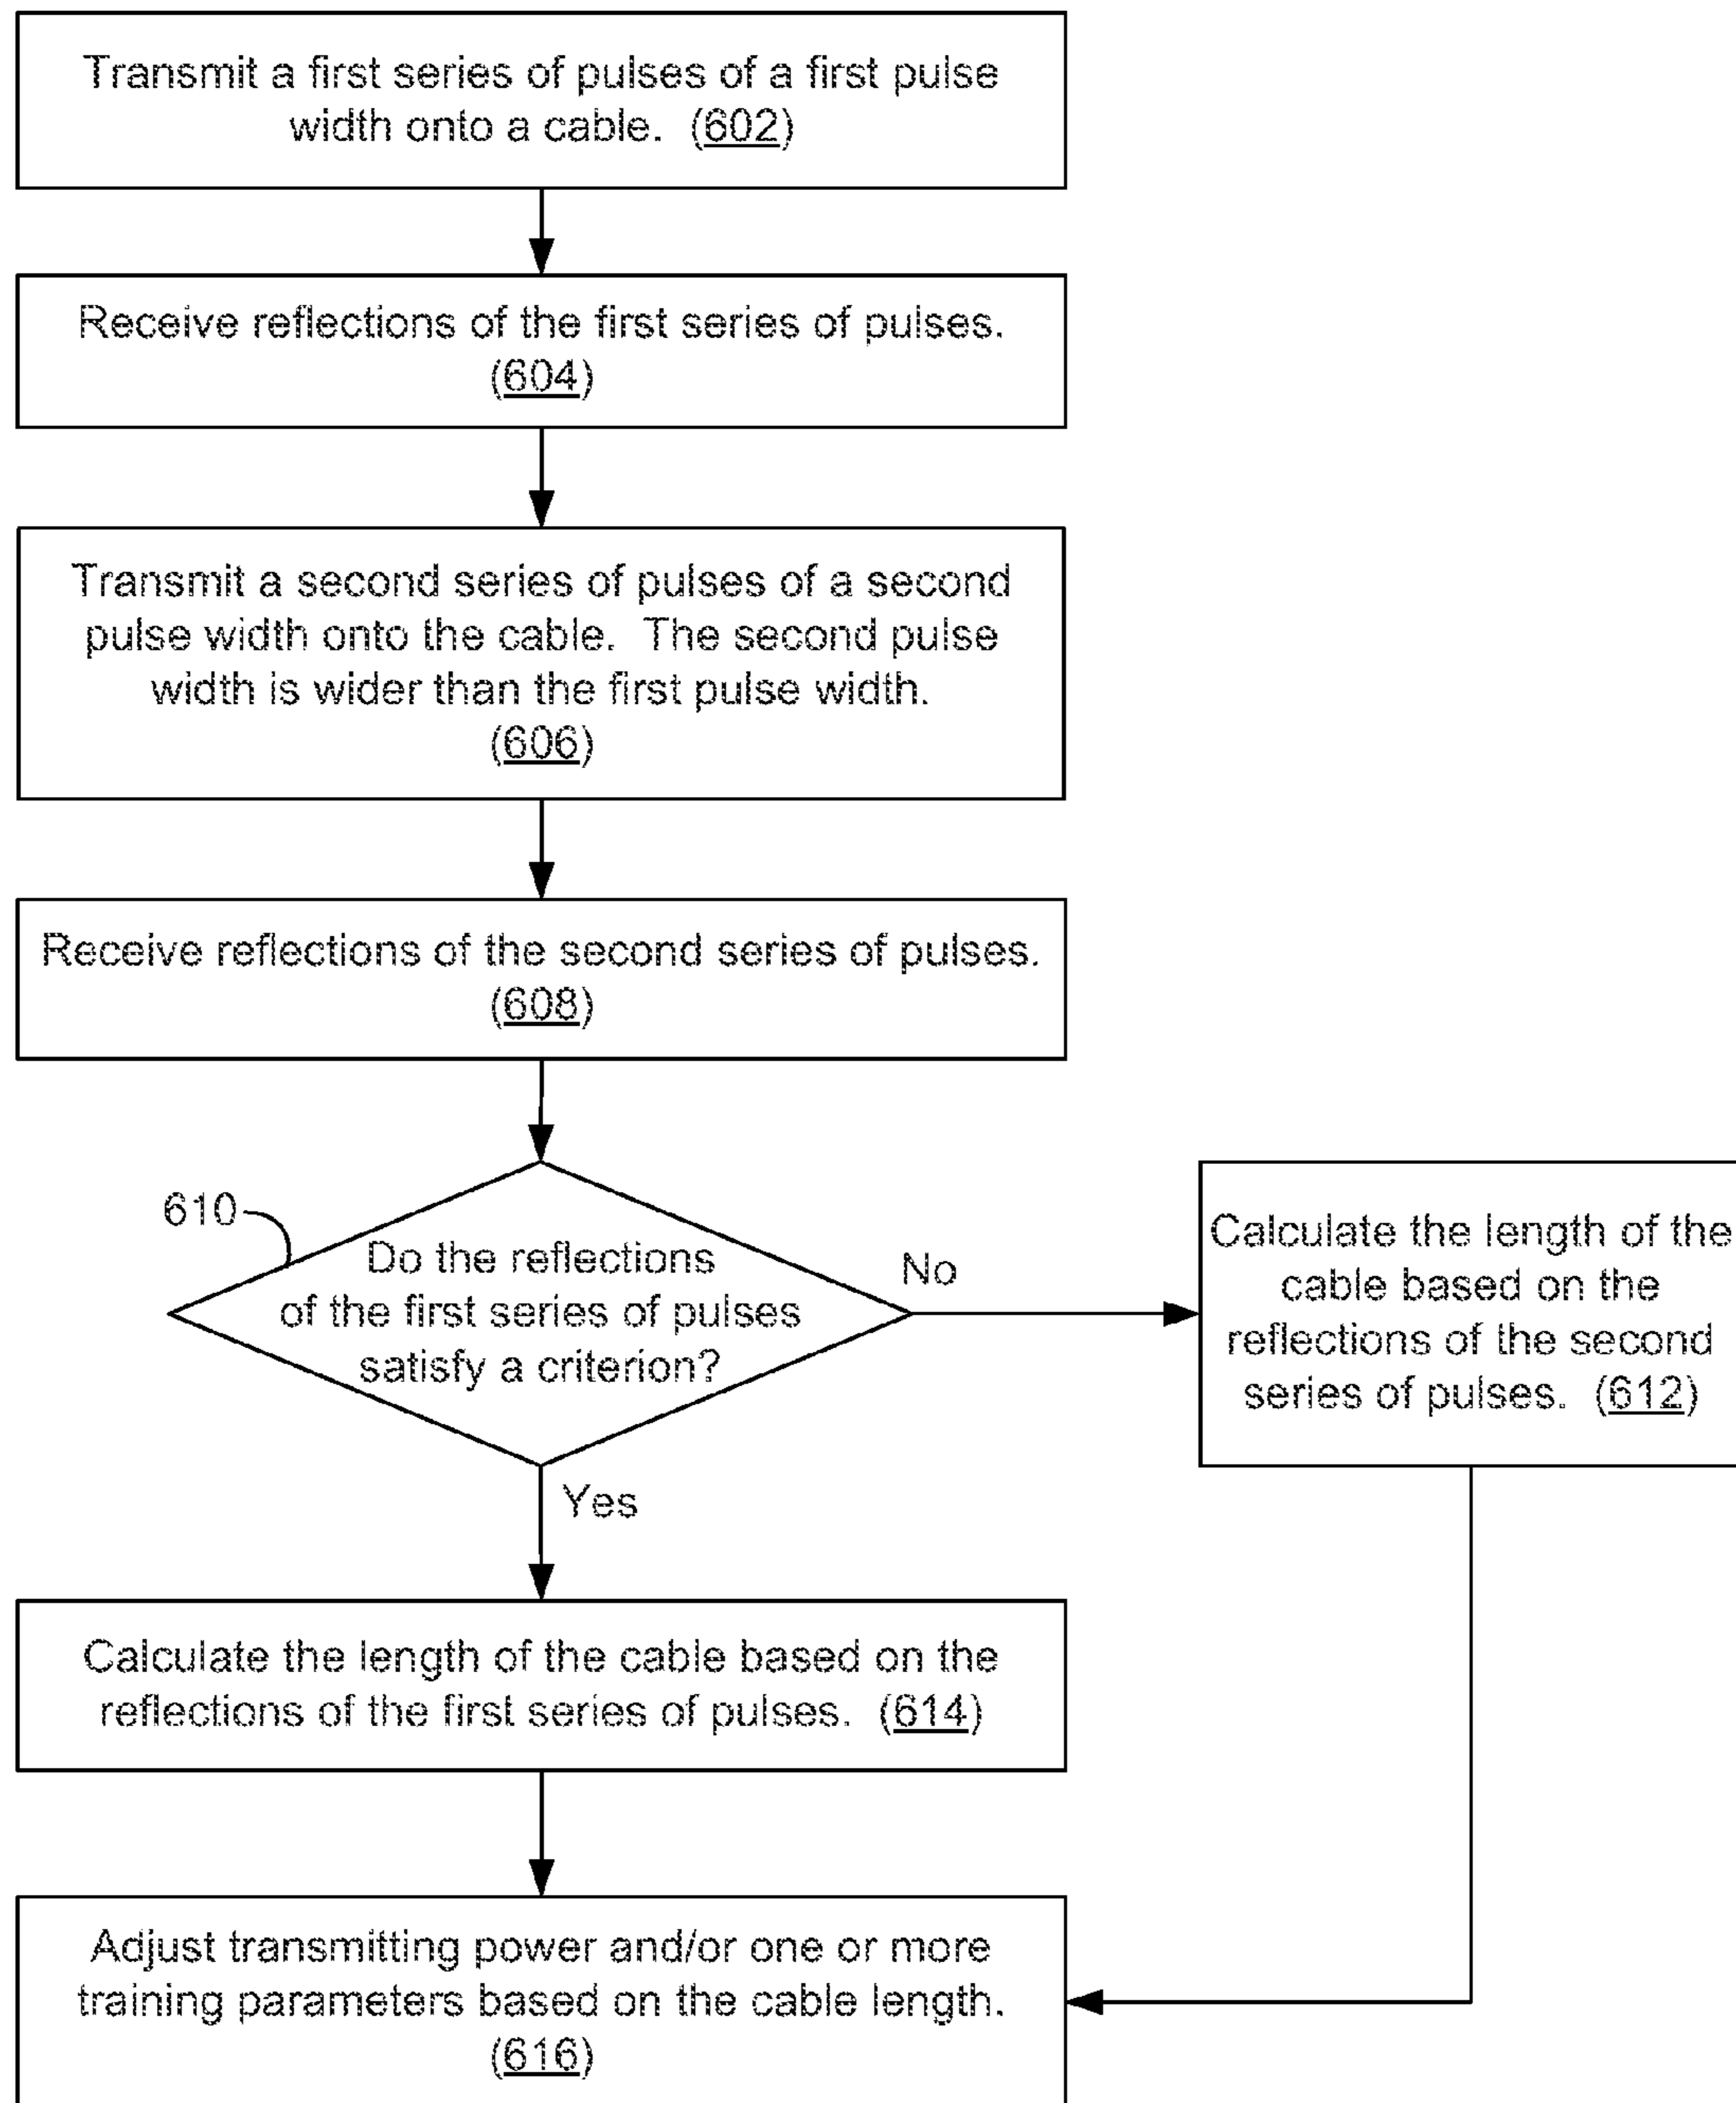 Transmit a first series of pulses of a first pulse
width onto a cable. (602)
Receive reflections of the first series of pulses.
(604)
Transmit a second series of pulses of a second
pulse width onto the cable. The second pulse
width is wider than the first pulse width.
(606)
Receive reflections of the second series of pulses.
(608)
610
Do the reflections
of the first series of pulses
satisfy a criterion?
No
Calculate the length of the
cable based on the
reflections of the second
series of pulses. (612)
Yes
Calculate the length of the cable based on the
reflections of the first series of pulses. (614)
Adjust transmitting power and/or one or more
training parameters based on the cable length.
(616)